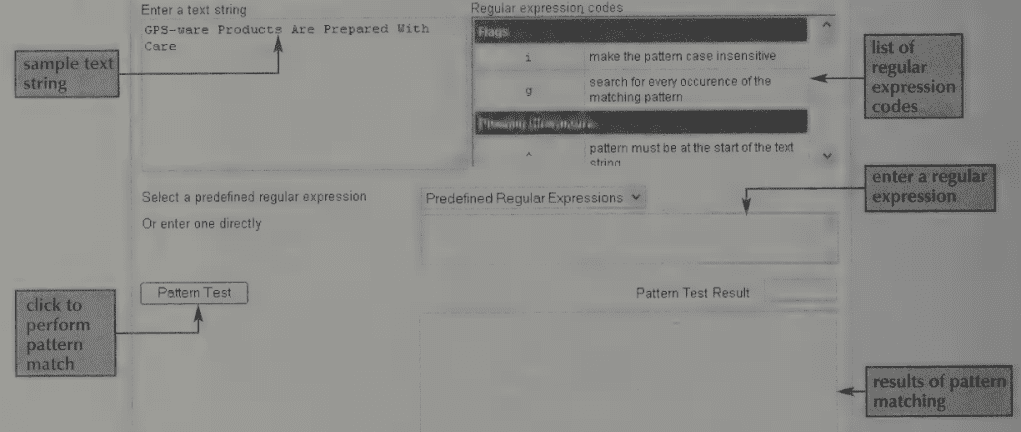 Enter a text string
GPS-ware Products Are Prepared With
Care
Regular expression codes
Flags
i make the pattern case insensitive
g search for every occurence of the
matching pattern
^ pattern must be at the start of the text
string
sample text
string
list of
regular
expression
codes
Select a predefined regular expression
Predefined Regular Expressions
Or enter one directly
enter a regular
expression
Pattern Test
Pattern Test Result
click to
perform
pattern
match
results of pattern
matching